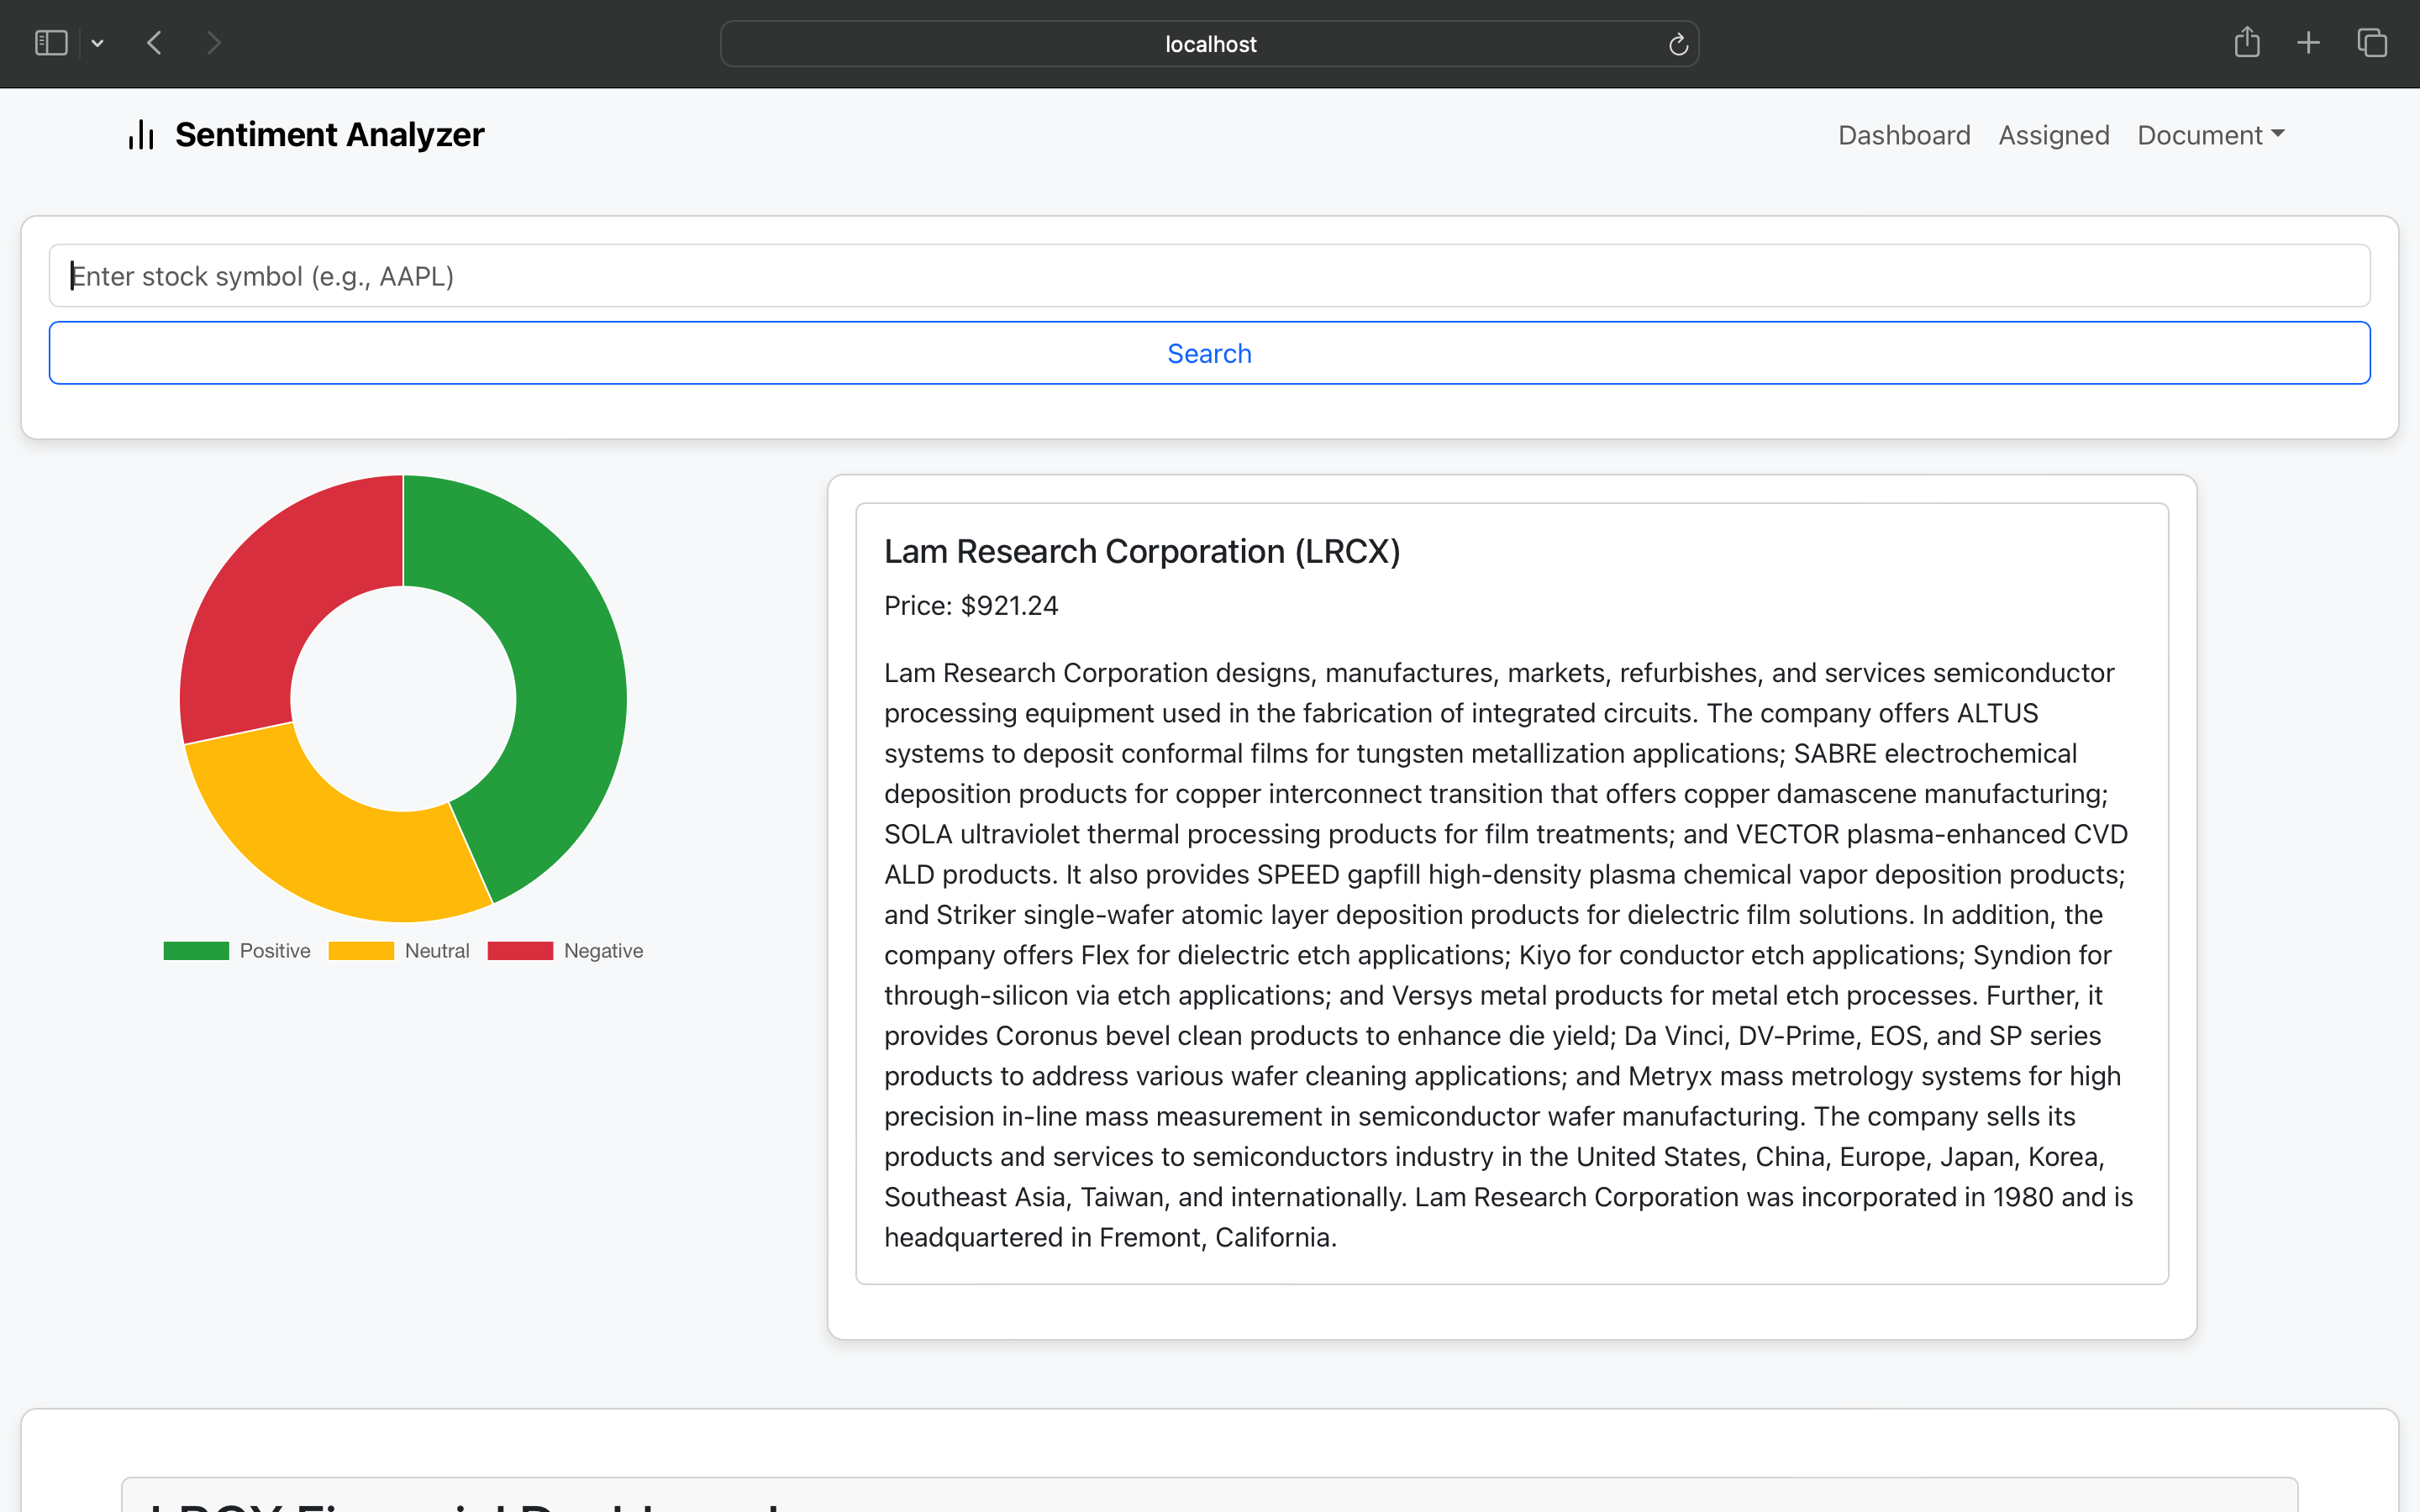 localhost
Sentiment Analyzer
Dashboard Assigned Document
Enter stock symbol (e.g., AAPL)
Search
Positive Neutral Negative
Lam Research Corporation (LRCX)
Price: $921.24
Lam Research Corporation designs, manufactures, markets, refurbishes, and services semiconductor
processing equipment used in the fabrication of integrated circuits. The company offers ALTUS
systems to deposit conformal films for tungsten metallization applications; SABRE electrochemical
deposition products for copper interconnect transition that offers copper damascene manufacturing;
SOLA ultraviolet thermal processing products for film treatments; and VECTOR plasma-enhanced CVD
ALD products. It also provides SPEED gapfill high-density plasma chemical vapor deposition products;
and Striker single-wafer atomic layer deposition products for dielectric film solutions. In addition, the
company offers Flex for dielectric etch applications; Kiyo for conductor etch applications; Syndion for
through-silicon via etch applications; and Versys metal products for metal etch processes. Further, it
provides Coronus bevel clean products to enhance die yield; Da Vinci, DV-Prime, EOS, and SP series
products to address various wafer cleaning applications; and Metryx mass metrology systems for high
precision in-line mass measurement in semiconductor wafer manufacturing. The company sells its
products and services to semiconductors industry in the United States, China, Europe, Japan, Korea,
Southeast Asia, Taiwan, and internationally. Lam Research Corporation was incorporated in 1980 and is
headquartered in Fremont, California.
LRCX Financial Dashboard